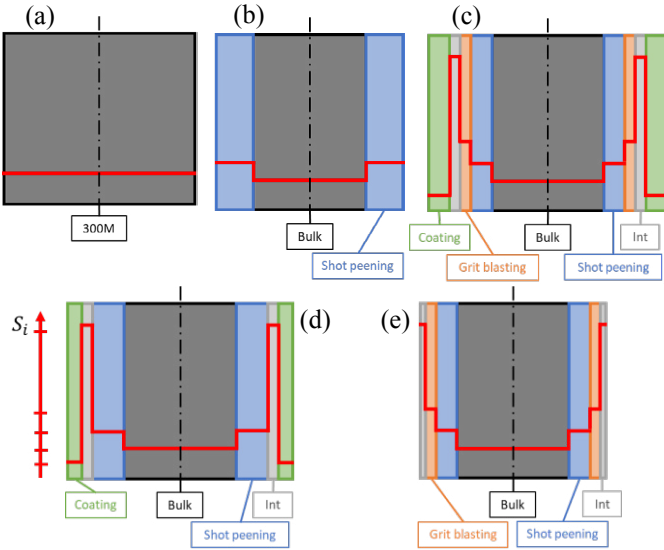 (a)
(b)
(c)
300M
Bulk
Shot peening
Coating
Bulk
Int
Grit blasting
Shot peening
S_i
(d)
(e)
Coating
Bulk
Int
Shot peening
Bulk
Int
Grit blasting
Shot peening